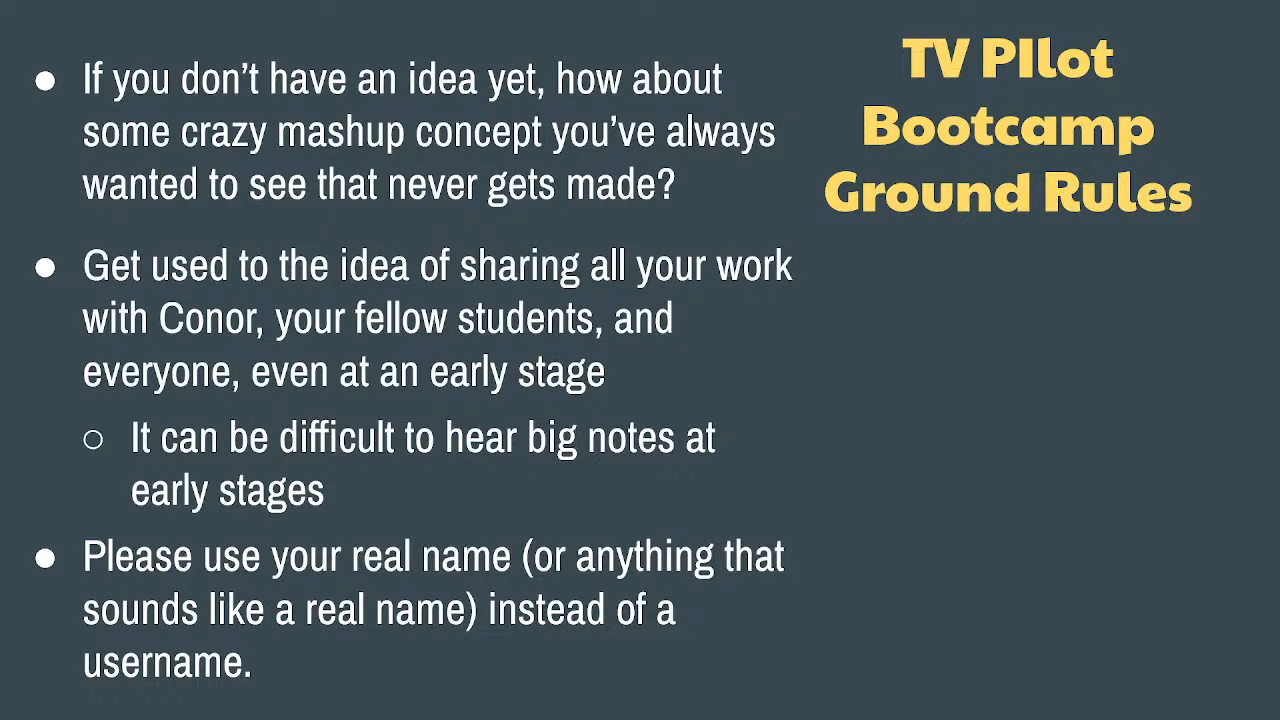 TV PIlot
Bootcamp
Ground Rules
● If you don’t have an idea yet, how about
some crazy mashup concept you’ve always
wanted to see that never gets made?
● Get used to the idea of sharing all your work
with Conor, your fellow students, and
everyone, even at an early stage
○ It can be difficult to hear big notes at
early stages
● Please use your real name (or anything that
sounds like a real name) instead of a
username.